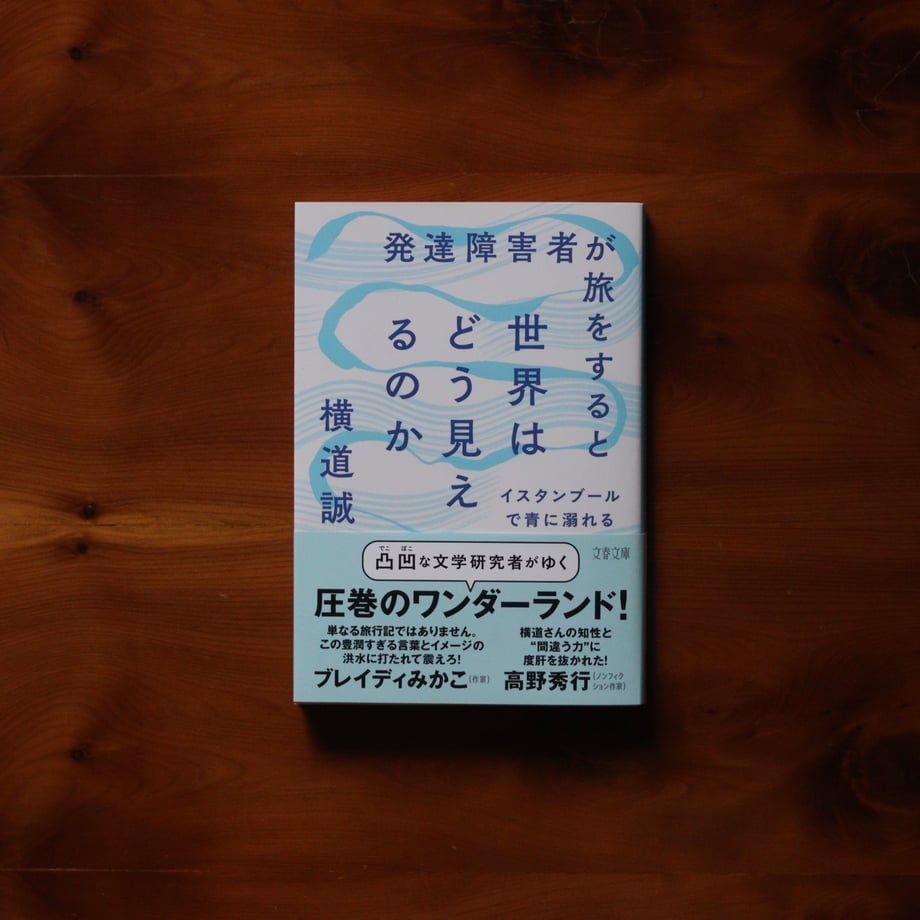 発達障害者が
旅をすると
世界は
どう見え
るのか
横道誠
イスタンブール
で青に溺れる
文春文庫
でこ ぼこ
凸凹な文学研究者がゆく
圧巻のワンダーランド!
単なる旅行記ではありません。
この豊潤すぎる言葉とイメージの
洪水に打たれて震えろ!
ブレイディみかこ(作家)
横道さんの知性と
“間違う力”に
度肝を抜かれた!
高野秀行(ノンフィク
ション作家)